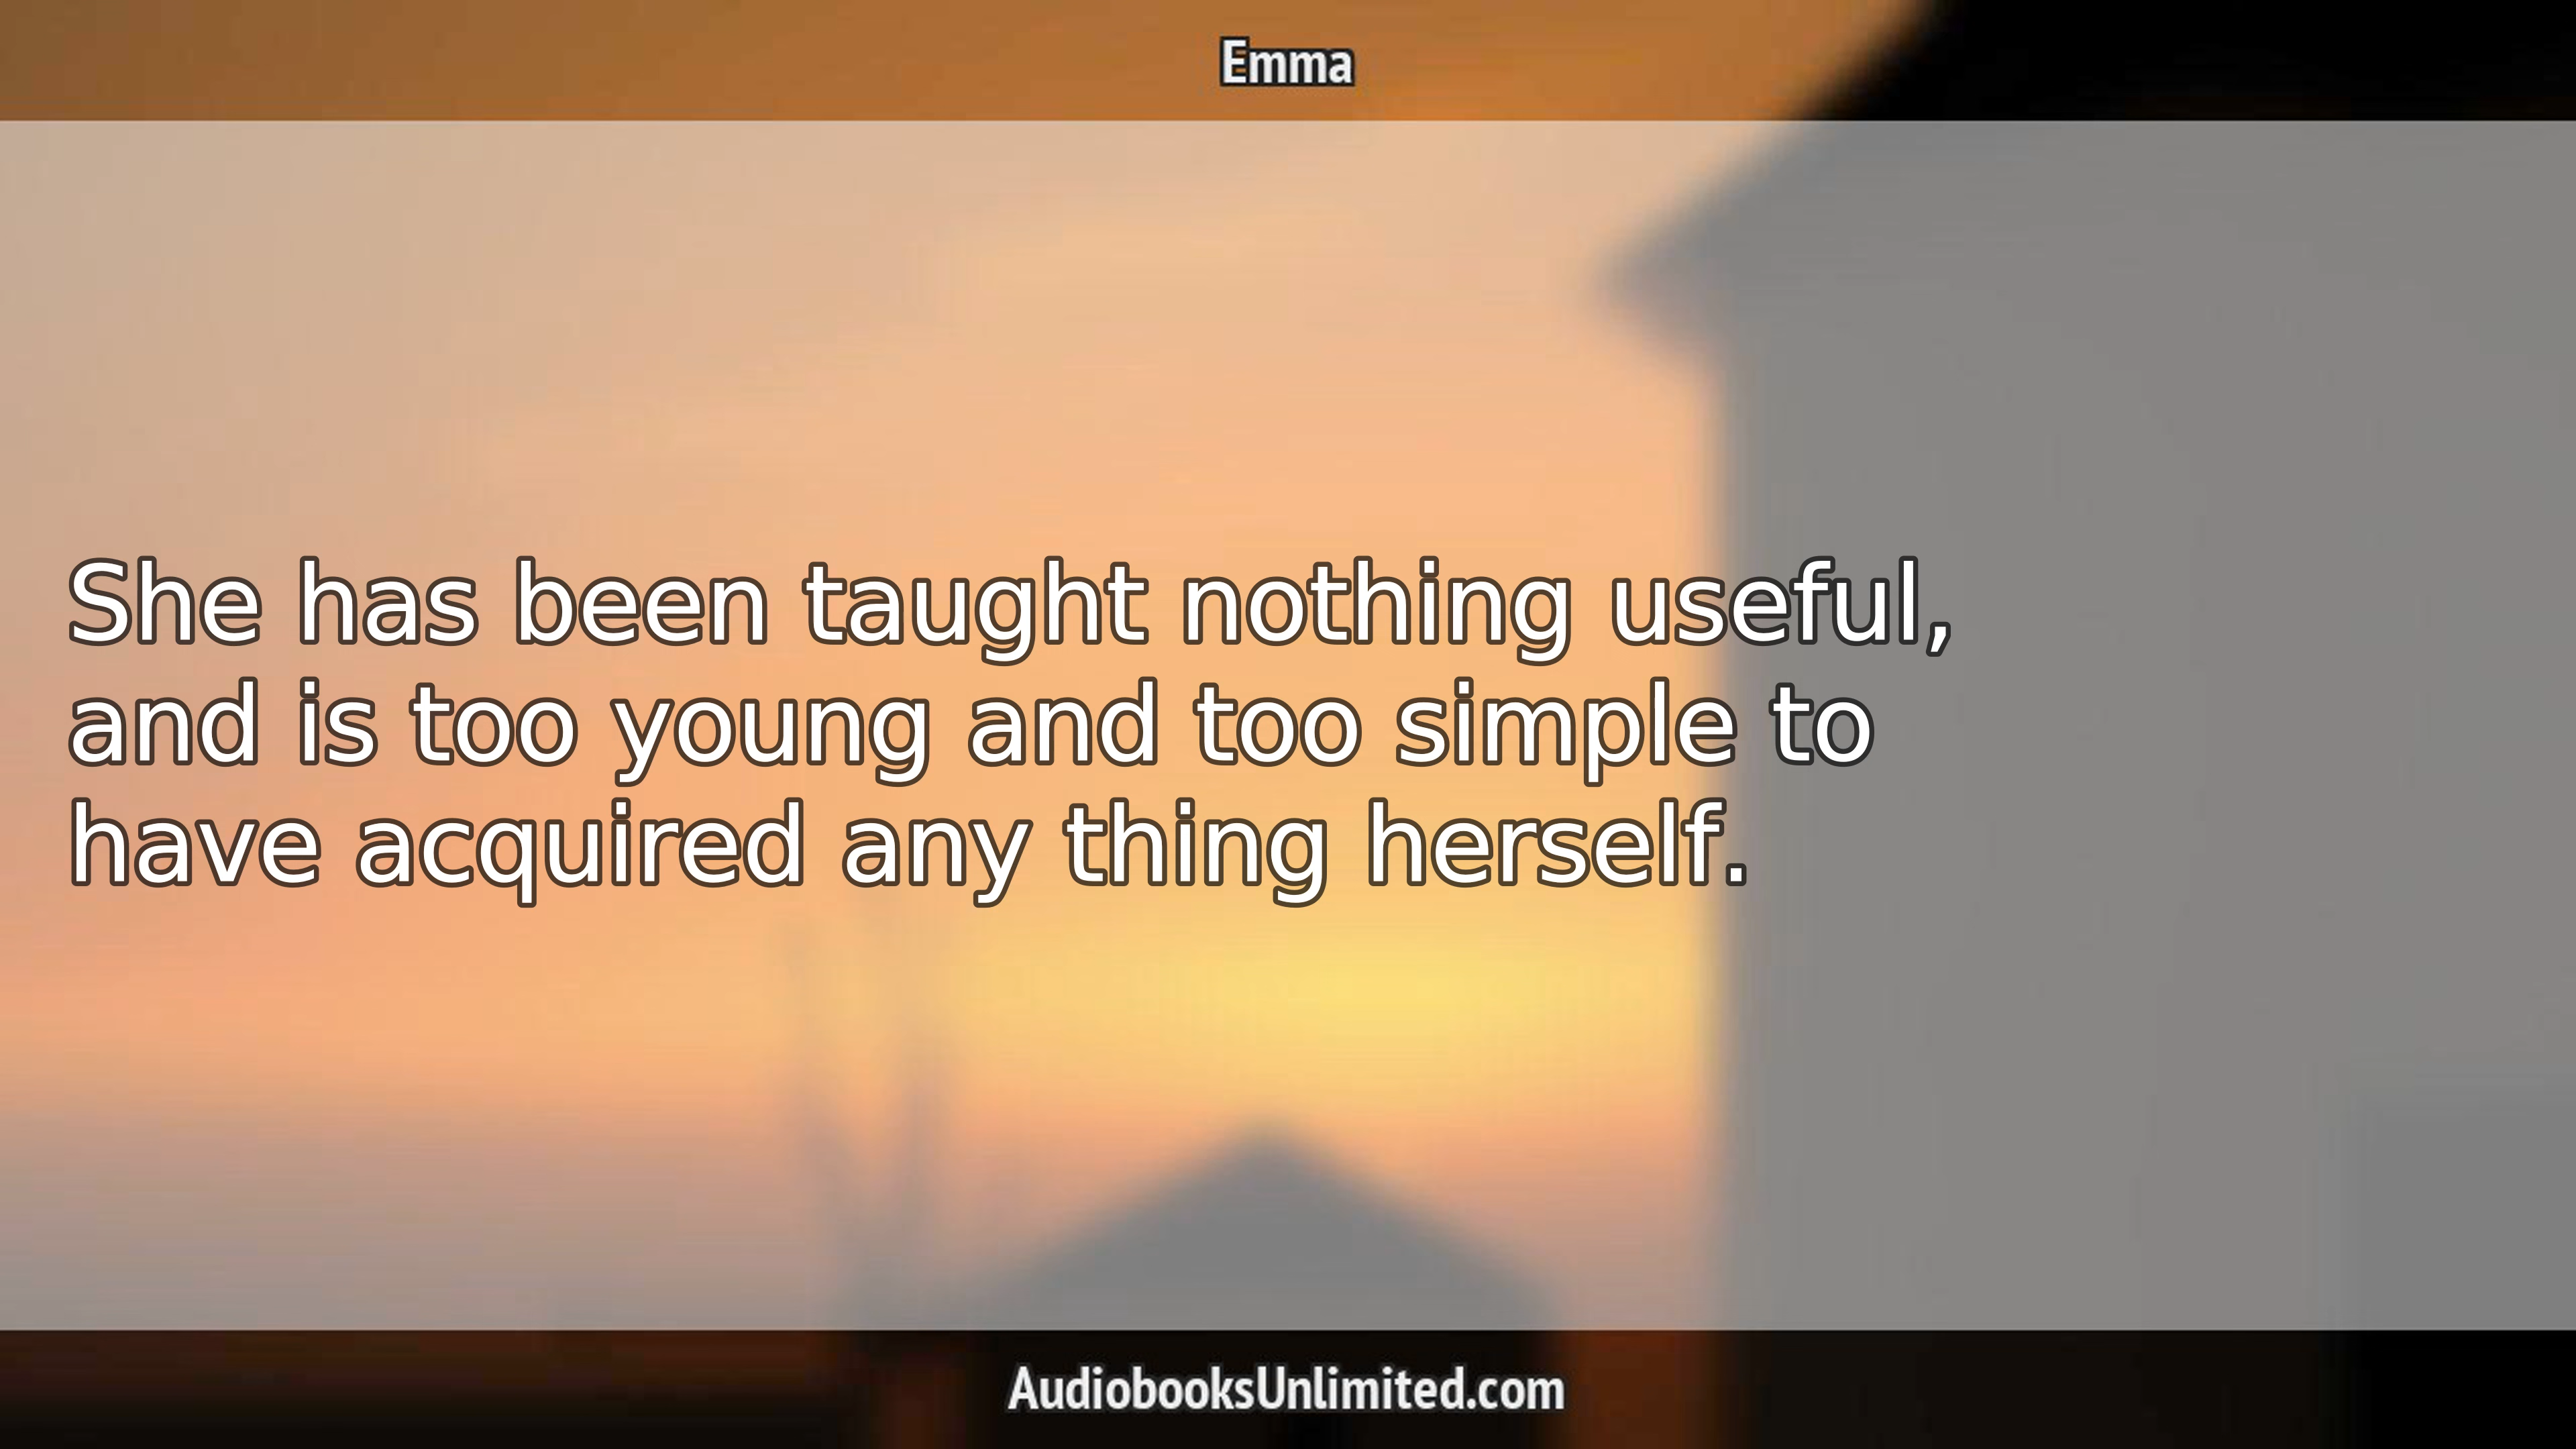 Emma
She has been taught nothing useful,
and is too young and too simple to
have acquired any thing herself.
AudiobooksUnlimited.com